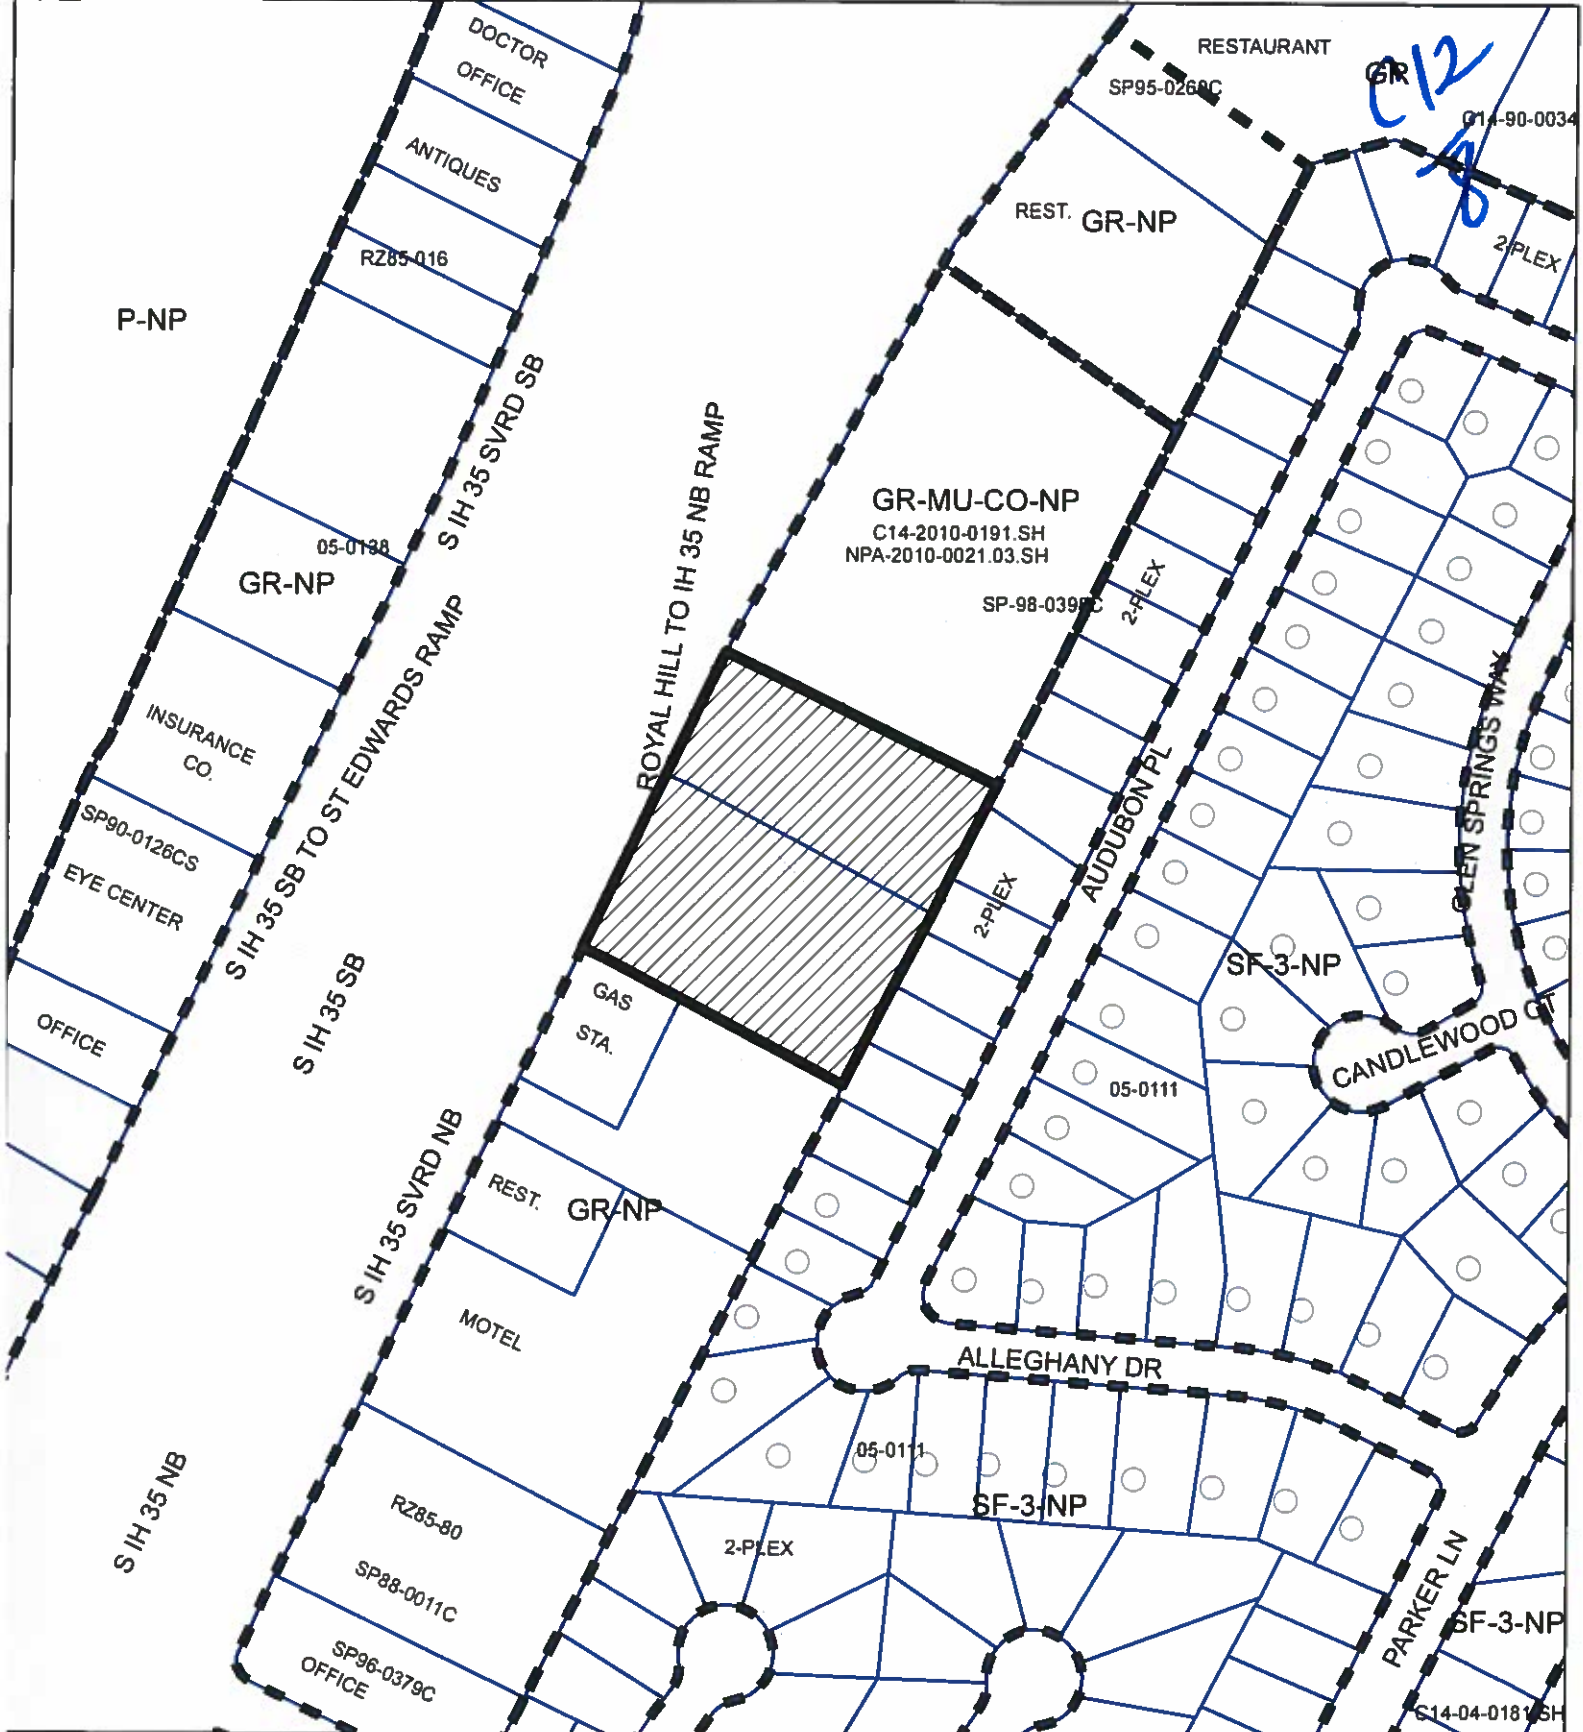 DOCTOR
OFFICE
ANTIQUES
RZ85-016
P-NP
S IH 35 SVRD SB
05-0138
GR-NP
S IH 35 SB TO ST EDWARDS RAMP
INSURANCE
CO.
SP90-0126CS
EYE CENTER
OFFICE
S IH 35 SB
S IH 35 NB
ROYAL HILL TO IH 35 NB RAMP
S IH 35 SVRD NB
RESTAURANT
SP95-0260C
GR
C12
8
C14-90-0034
REST.
GR-NP
2-PLEX
GR-MU-CO-NP
C14-2010-0191.SH
NPA-2010-0021.03.SH
2-PLEX
AUDUBON PL
GLEN SPRINGS WAY
2-PLEX
SF-3-NP
CANDLEWOOD CT
05-0111
GAS
STA.
REST.
GR-NP
MOTEL
ALLEGHANY DR
05-0111
SF-3-NP
RZ85-80
SP88-0011C
SP96-0379C
OFFICE
2-PLEX
PARKER LN
SF-3-NP
C14-04-0181.SH